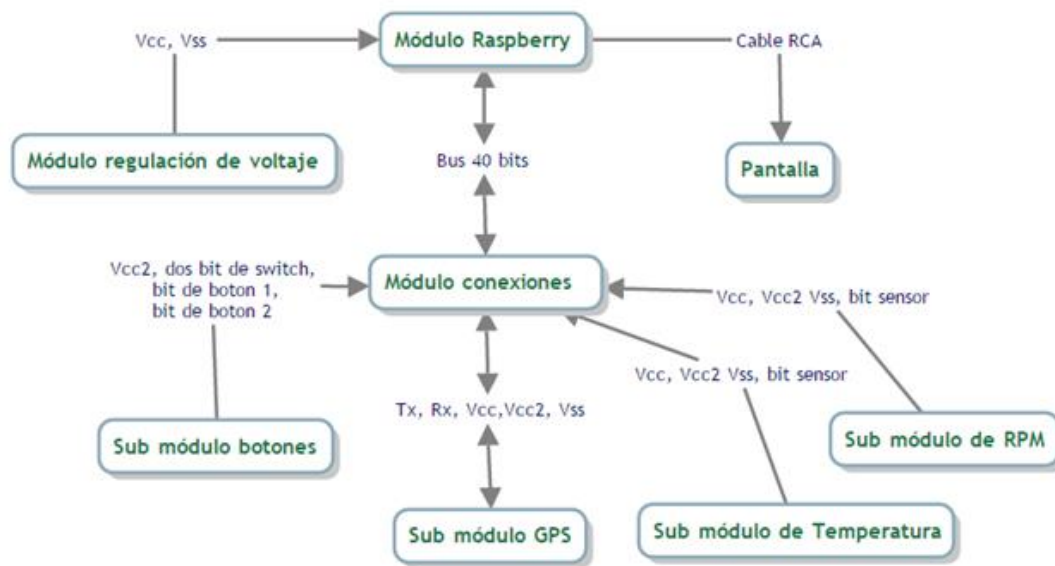 Vcc, Vss
Módulo Raspberry
Cable RCA
Módulo regulación de voltaje
Bus 40 bits
Pantalla
Vcc2, dos bit de switch,
bit de boton 1,
bit de boton 2
Módulo conexiones
Vcc, Vcc2 Vss, bit sensor
Vcc, Vcc2 Vss, bit sensor
Tx, Rx, Vcc,Vcc2, Vss
Sub módulo botones
Sub módulo de RPM
Sub módulo GPS
Sub módulo de Temperatura